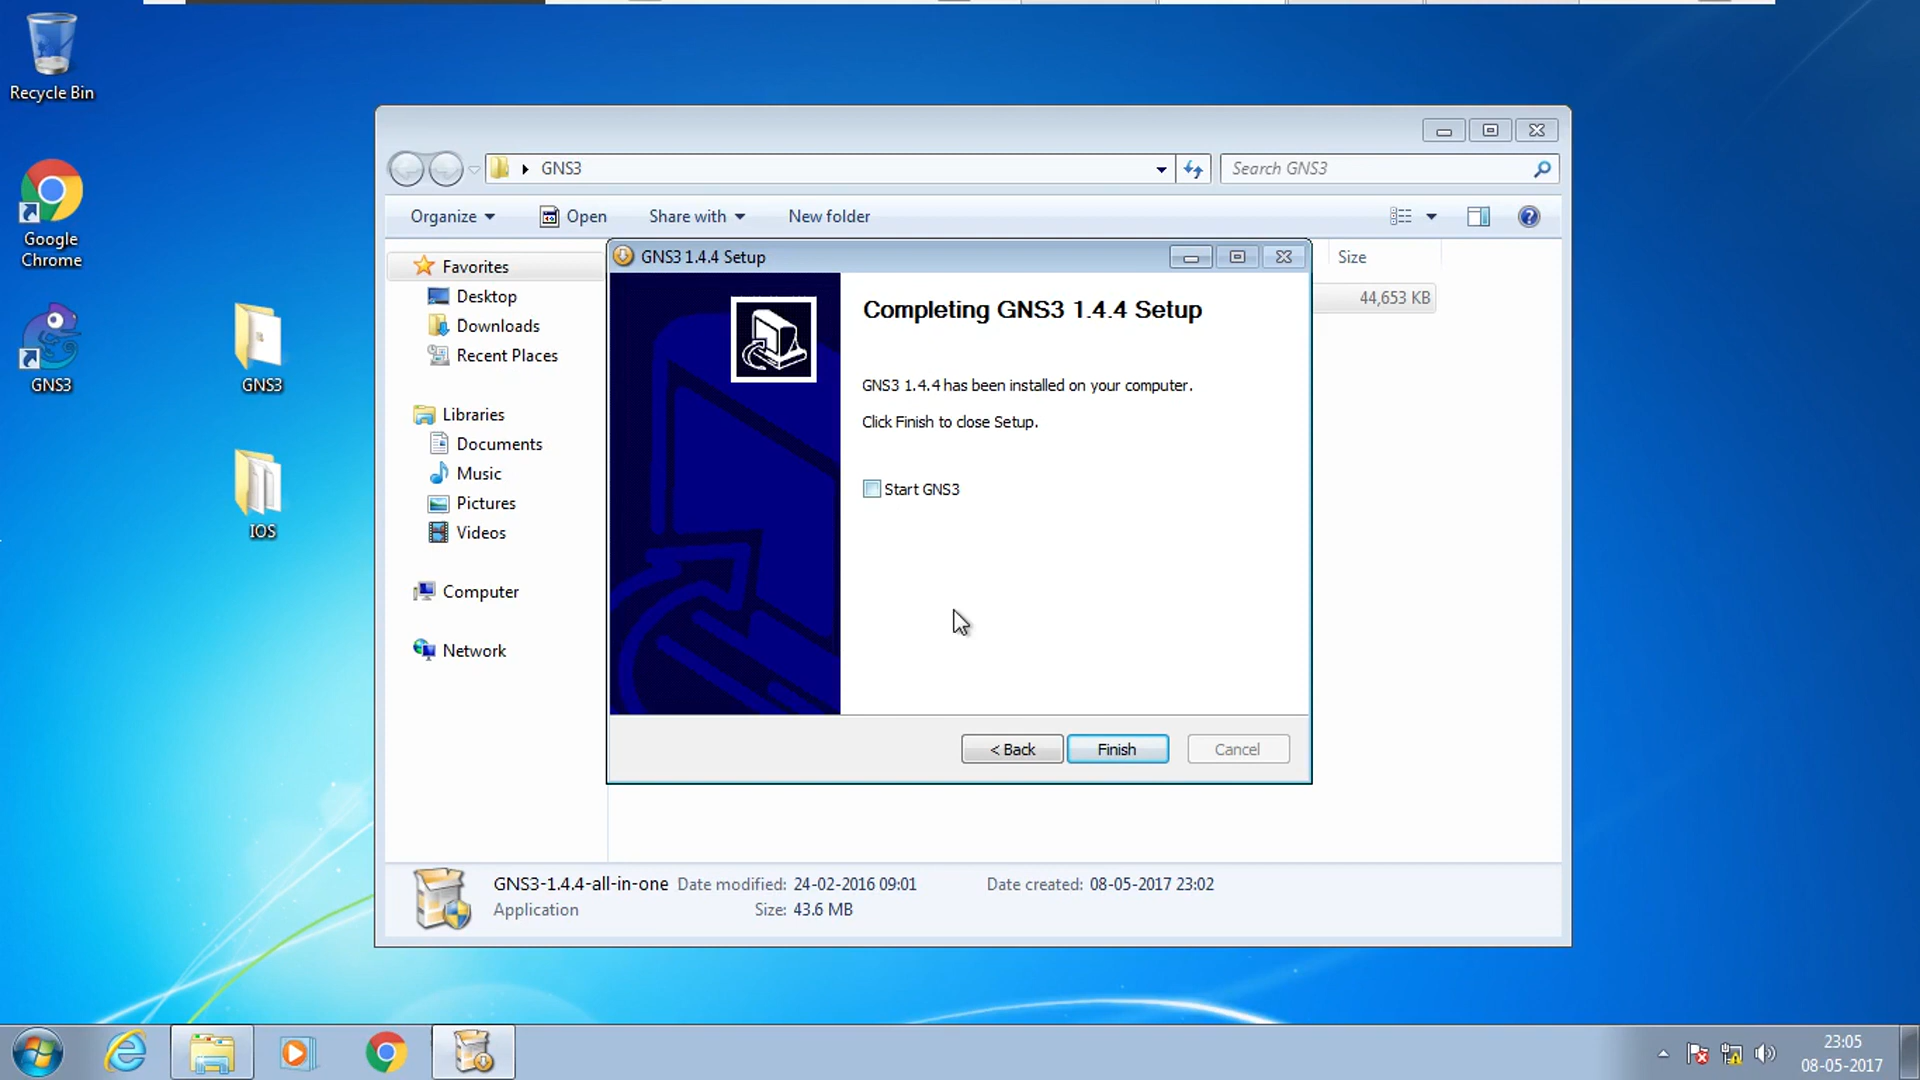 Recycle Bin
Google
Chrome
GNS3
GNS3
IOS
GNS3
Search GNS3
Organize
Open
Share with
New folder
Favorites
Desktop
Downloads
Recent Places
Libraries
Documents
Music
Pictures
Videos
Computer
Network
Size
44,653 KB
GNS3 1.4.4 Setup
Completing GNS3 1.4.4 Setup
GNS3 1.4.4 has been installed on your computer.
Click Finish to close Setup.
Start GNS3
< Back
Finish
Cancel
GNS3-1.4.4-all-in-one Date modified: 24-02-2016 09:01 Date created: 08-05-2017 23:02
Application Size: 43.6 MB
23:05
08-05-2017